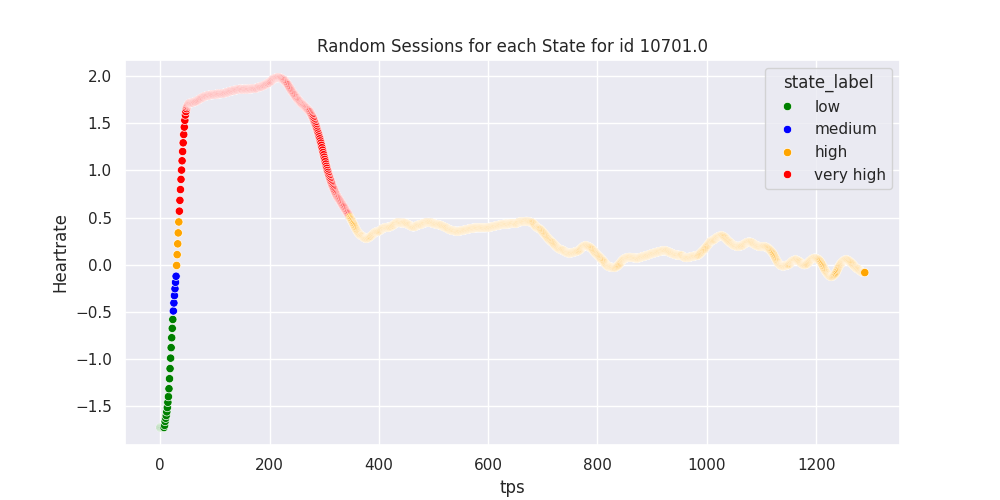 Random Sessions for each State for id 10701.0
state_label
low
medium
high
very high
Heartrate
2.0
1.5
1.0
0.5
0.0
−0.5
−1.0
−1.5
0 200 400 600 800 1000 1200
tps